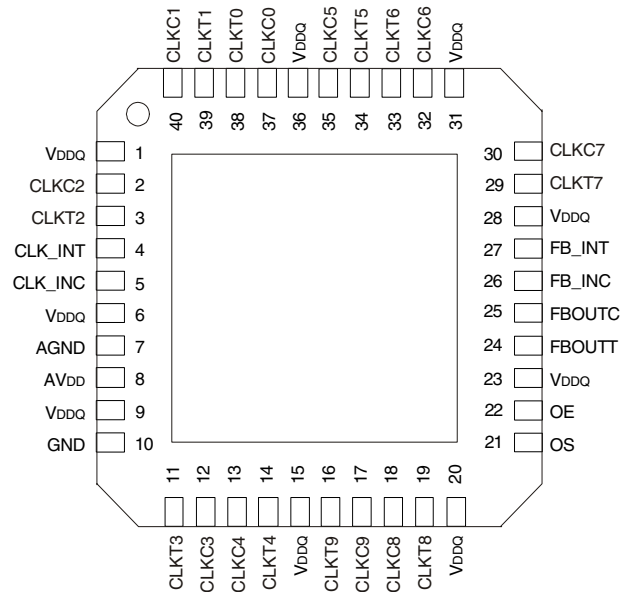 CLKC1 CLKT1 CLKT0 CLKC0 VDDQ CLKC5 CLKT5 CLKT6 CLKC6 VDDQ
40 39 38 37 36 35 34 33 32 31
VDDQ 1 30 CLKC7
CLKC2 2 29 CLKT7
CLKT2 3 28 VDDQ
CLK_INT 4 27 FB_INT
CLK_INC 5 26 FB_INC
VDDQ 6 25 FBOUTC
AGND 7 24 FBOUTT
AVDD 8 23 VDDQ
VDDQ 9 22 OE
GND 10 21 OS
11 12 13 14 15 16 17 18 19 20
CLKT3 CLKC3 CLKC4 CLKT4 VDDQ CLKT9 CLKC9 CLKC8 CLKT8 VDDQ